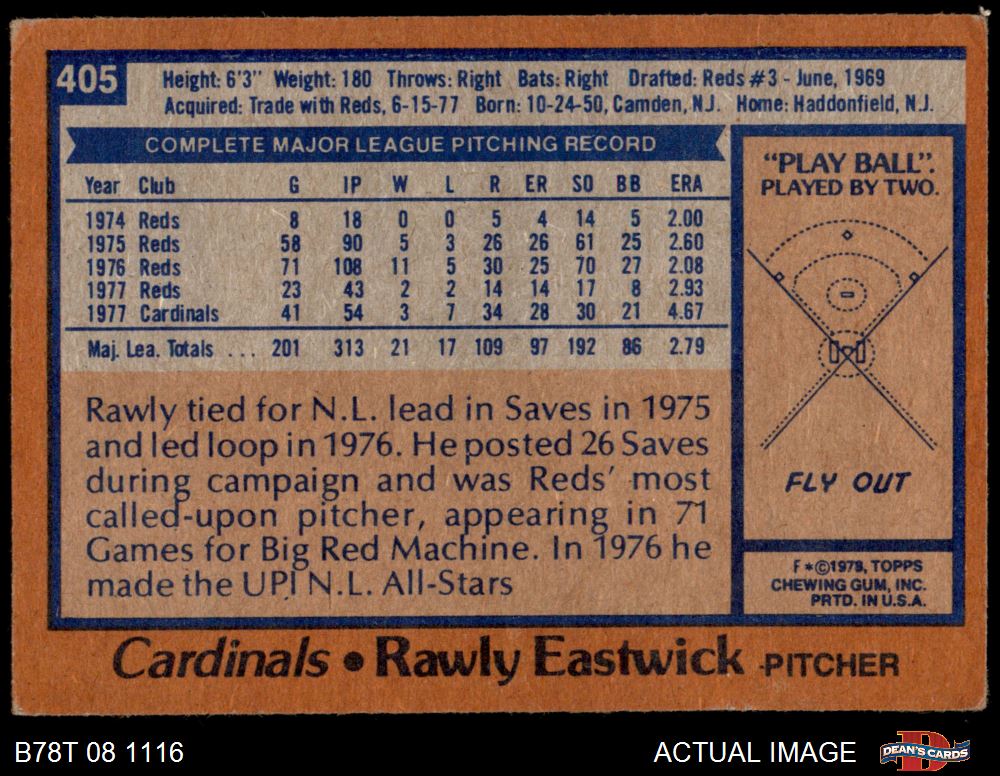 405
Height: 6'3" Weight: 180 Throws: Right Bats: Right Drafted: Reds #3 - June, 1969
Acquired: Trade with Reds, 6-15-77 Born: 10-24-50, Camden, N.J. Home: Haddonfield, N.J.
COMPLETE MAJOR LEAGUE PITCHING RECORD
Year Club G IP W L R ER SO BB ERA
1974 Reds 8 18 0 0 5 4 14 5 2.00
1975 Reds 58 90 5 3 26 26 61 25 2.60
1976 Reds 71 108 11 5 30 25 70 27 2.08
1977 Reds 23 43 2 2 14 14 17 8 2.93
1977 Cardinals 41 54 3 7 34 28 30 21 4.67
Maj. Lea. Totals ... 201 313 21 17 109 97 192 86 2.79
Rawly tied for N.L. lead in Saves in 1975
and led loop in 1976. He posted 26 Saves
during campaign and was Reds' most
called-upon pitcher, appearing in 71
Games for Big Red Machine. In 1976 he
made the UPI N.L. All-Stars
"PLAY BALL".
PLAYED BY TWO.
FLY OUT
F*©1978, TOPPS
CHEWING GUM, INC.
PRTD. IN U.S.A.
Cardinals • Rawly Eastwick -PITCHER
B78T 08 1116
ACTUAL IMAGE
DEAN'S CARDS